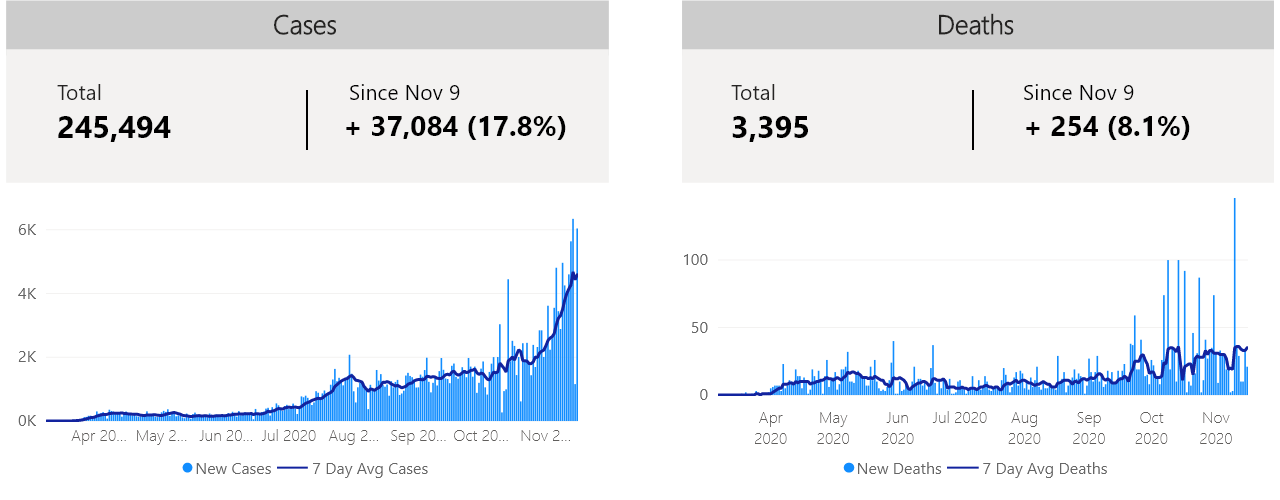 Cases
Total
245,494
Since Nov 9
+ 37,084 (17.8%)
6K
4K
2K
0K
Apr 20... May 2... Jun 20... Jul 2020 Aug 2... Sep 20... Oct 20... Nov 2...
New Cases 7 Day Avg Cases
Deaths
Total
3,395
Since Nov 9
+ 254 (8.1%)
100
50
0
Apr 2020 May 2020 Jun 2020 Jul 2020 Aug 2020 Sep 2020 Oct 2020 Nov 2020
New Deaths 7 Day Avg Deaths